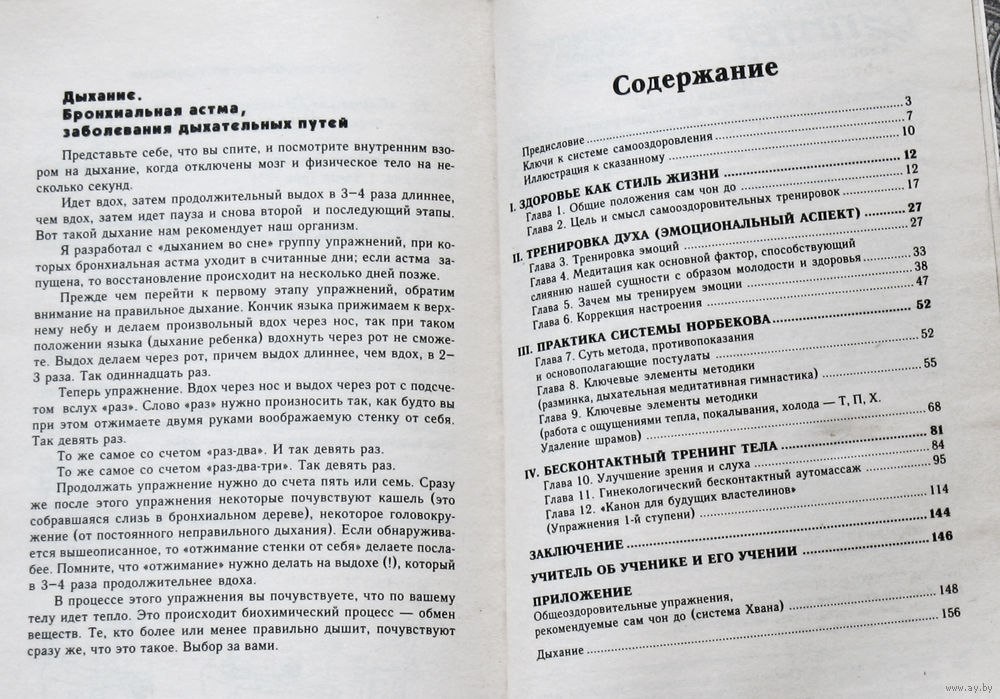 Дыхание.
Бронхиальная астма,
заболевания дыхательных путей
Представьте себе, что вы спите, и посмотрите внутренним взо-
ром на дыхание, когда отключены мозг и физическое тело на не-
сколько секунд.
Идет вдох, затем продолжительный выдох в 3—4 раза длиннее,
чем вдох, затем идет пауза и снова второй и последующий этапы.
Вот такой дыхание нам рекомендует наш организм.
Я разработал с «дыханием во сне» группу упражнений, при ко-
торых бронхиальная астма уходит в считанные дни; если астма за-
пущена, то восстановление происходит на несколько дней позже.
Прежде чем перейти к первому этапу упражнений, обратим
внимание на правильное дыхание. Кончик языка прижимаем к верх-
нему небу и делаем произвольный вдох через нос, так при таком
положении языка (дыхание ребенка) вдохнуть через рот не сможе-
те. Выдох делаем через рот, причем выдох длиннее, чем вдох, в 2—
3 раза. Так одиннадцать раз.
Теперь упражнение. Вдох через нос и выдох через рот с подсче-
том вслух «раз». Слово «раз» нужно произносить так, как будто вы
при этом отжимаете двумя руками воображаемую стенку от себя.
Так девять раз.
То же самое со счетом «раз-два». И так девять раз.
То же самое со счетом «раз-два-три». Так девять раз.
Продолжать упражнение нужно до счета пять или семь. Сразу
же после этого упражнения некоторые почувствуют кашель (это
собравшаяся слизь в бронхиальном дереве), некоторое головокру-
жение (от постоянного неправильного дыхания). Если обнаружива-
ется вышеописанное, то «отжимание стенки от себя» делаете посла-
бее. Помните, что «отжимание» нужно делать на выдохе (!), который
в 3—4 раза продолжительнее вдоха.
В процессе этого упражнения вы почувствуете, что по вашему
телу идет тепло. Это происходит биохимический процесс — обмен
веществ. Те, кто более или менее правильно дышит, почувствуют
сразу же, что это такое. Выбор за вами.
Содержание
Предисловие 3
Ключи к системе самооздоровления 7
Иллюстрация к сказанному 10
I. ЗДОРОВЬЕ КАК СТИЛЬ ЖИЗНИ 12
Глава 1. Общие положения сам чон до 12
Глава 2. Цель и смысл самооздоровительных тренировок 17
II. ТРЕНИРОВКА ДУХА (ЭМОЦИОНАЛЬНЫЙ АСПЕКТ) 27
Глава 3. Тренировка эмоций 27
Глава 4. Медитация как основной фактор, способствующий
слиянию нашей сущности с образом молодости и здоровья 33
Глава 5. Зачем мы тренируем эмоции 38
Глава 6. Коррекция настроения 47
III. ПРАКТИКА СИСТЕМЫ НОРБЕКОВА 52
Глава 7. Суть метода, противопоказания
и основополагающие постулаты 52
Глава 8. Ключевые элементы методики
(разминка, дыхательная медитативная гимнастика) 55
Глава 9. Ключевые элементы методики
(работа с ощущениями тепла, покалывания, холода — Т, П, Х.
Удаление шрамов) 68
IV. БЕСКОНТАКТНЫЙ ТРЕНИНГ ТЕЛА 81
Глава 10. Улучшение зрения и слуха 84
Глава 11. Гинекологический бесконтактный аутомассаж 95
Глава 12. «Канон для будущих властелинов»
(Упражнения 1-й ступени) 114
ЗАКЛЮЧЕНИЕ 144
УЧИТЕЛЬ ОБ УЧЕНИКЕ И ЕГО УЧЕНИИ 146
ПРИЛОЖЕНИЕ
Общеоздоровительные упражнения,
рекомендуемые сам чон до (система Хвана) 148
Дыхание 156
www.ay.by